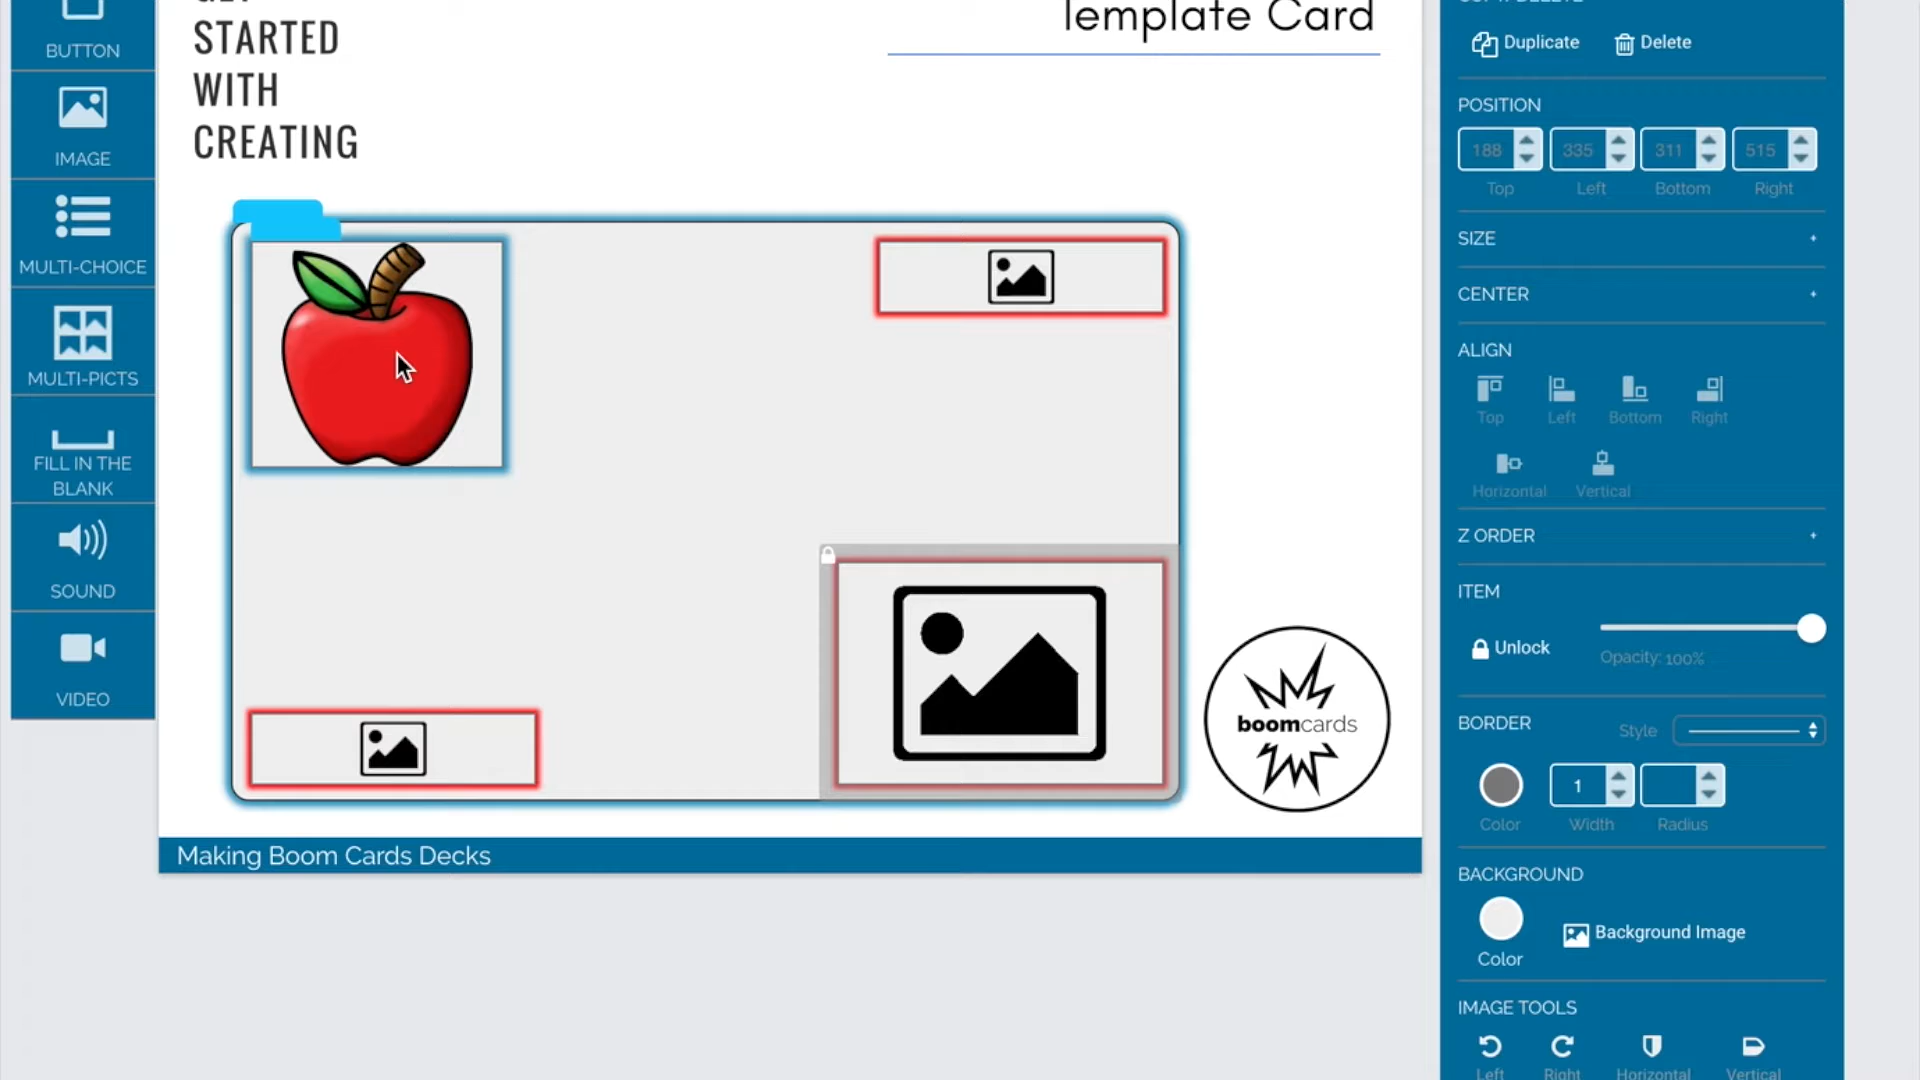 BUTTON
IMAGE
MULTI-CHOICE
MULTI-PICTS
FILL IN THE
BLANK
SOUND
VIDEO
STARTED
WITH
CREATING
Template Card
boomcards
Making Boom Cards Decks
Duplicate
Delete
POSITION
188
335
311
515
Top
Left
Bottom
Right
SIZE
+
CENTER
+
ALIGN
Top
Left
Bottom
Right
Horizontal
Vertical
Z ORDER
+
ITEM
Unlock
Opacity: 100%
BORDER
Style
1
Color
Width
Radius
BACKGROUND
Color
Background Image
IMAGE TOOLS
Left
Right
Horizontal
Vertical